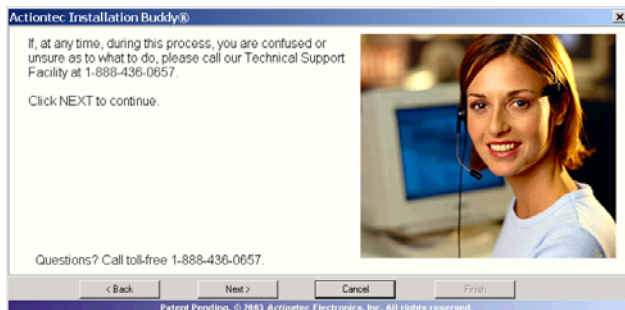 Actiontec Installation Buddy®
If, at any time, during this process, you are confused or
unsure as to what to do, please call our Technical Support
Facility at 1-888-436-0657.
Click NEXT to continue.
Questions? Call toll-free 1-888-436-0657.
< Back
Next >
Cancel
Finish
Patent Pending. © 2003 Actiontec Electronics, Inc. All rights reserved.